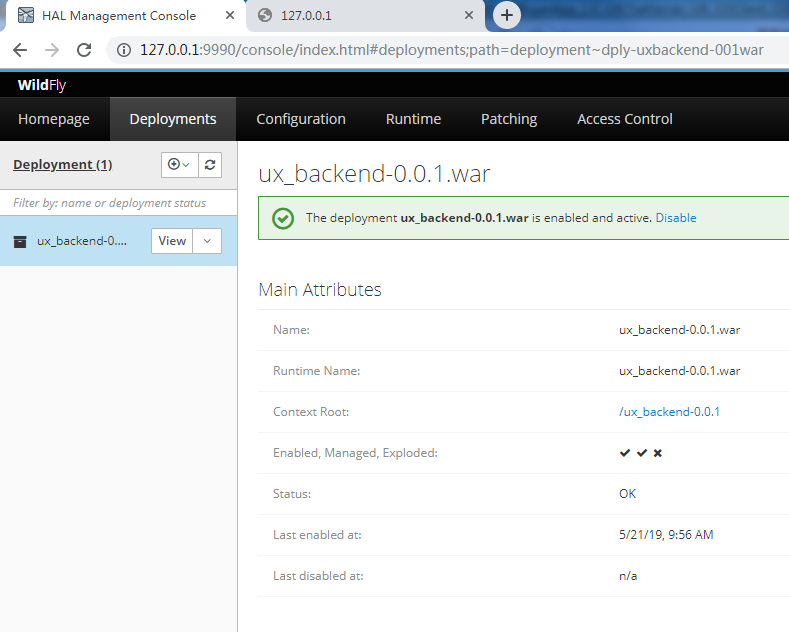 HAL Management Console
127.0.0.1
127.0.0.1:9990/console/index.html#deployments;path=deployment~dply-uxbackend-001war
WildFly
Homepage Deployments Configuration Runtime Patching Access Control
Deployment (1)
Filter by: name or deployment status
ux_backend-0.... View
ux_backend-0.0.1.war
The deployment ux_backend-0.0.1.war is enabled and active. Disable
Main Attributes
Name: ux_backend-0.0.1.war
Runtime Name: ux_backend-0.0.1.war
Context Root: /ux_backend-0.0.1
Enabled, Managed, Exploded:
Status: OK
Last enabled at: 5/21/19, 9:56 AM
Last disabled at: n/a